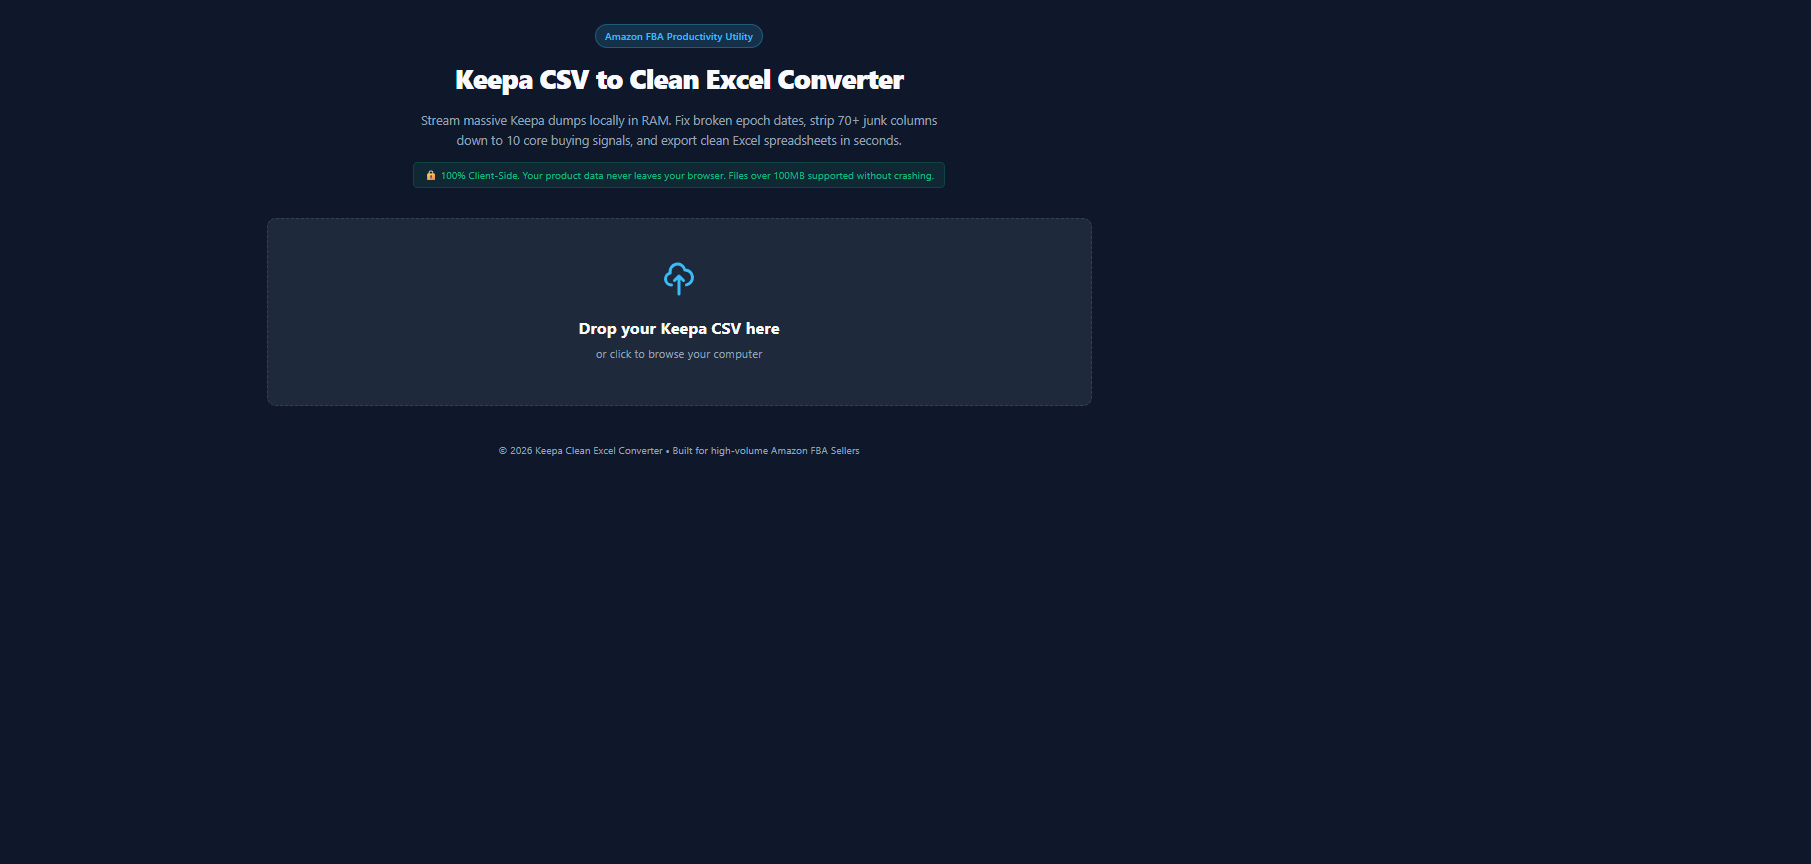 Amazon FBA Productivity Utility
Keepa CSV to Clean Excel Converter
Stream massive Keepa dumps locally in RAM. Fix broken epoch dates, strip 70+ junk columns
down to 10 core buying signals, and export clean Excel spreadsheets in seconds.
🔒 100% Client-Side. Your product data never leaves your browser. Files over 100MB supported without crashing.
Drop your Keepa CSV here
or click to browse your computer
© 2026 Keepa Clean Excel Converter • Built for high-volume Amazon FBA Sellers